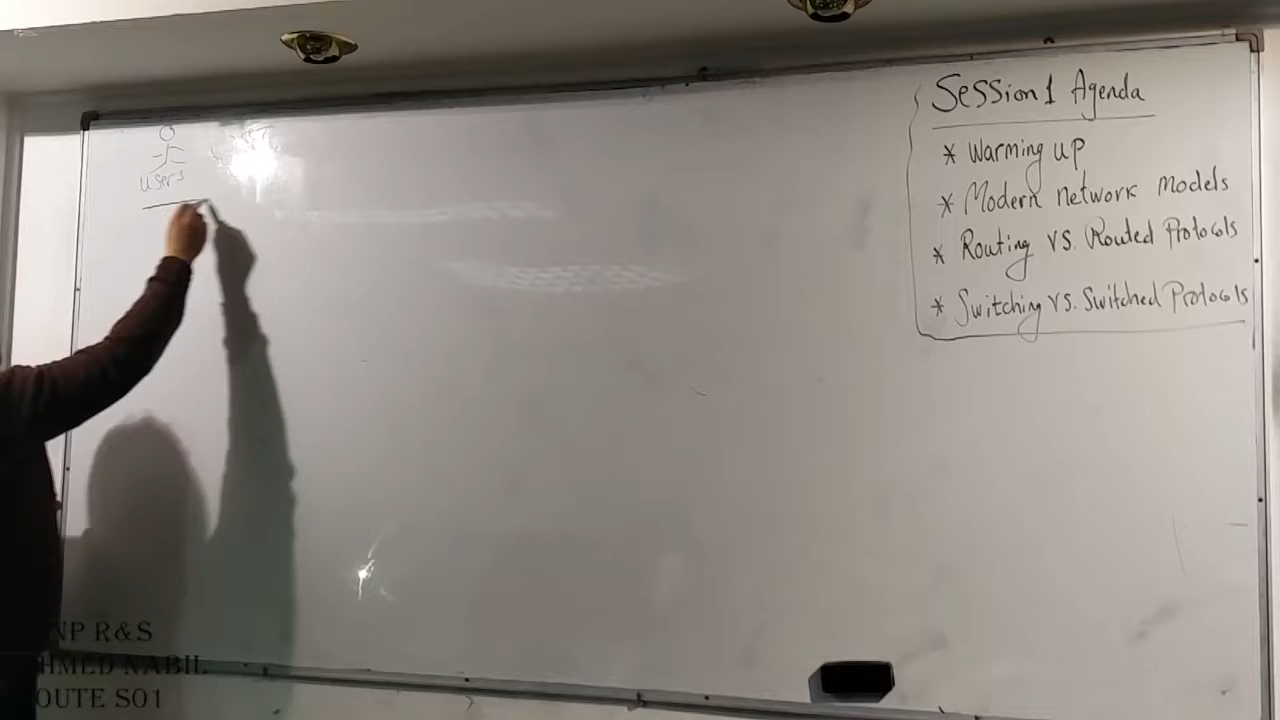 users
Session 1 Agenda
* Warming up
* Modern network models
* Routing vs. Routed Protocols
* Switching vs. Switched Protocols
NP R&S
HMED NABIL
OUTE S01